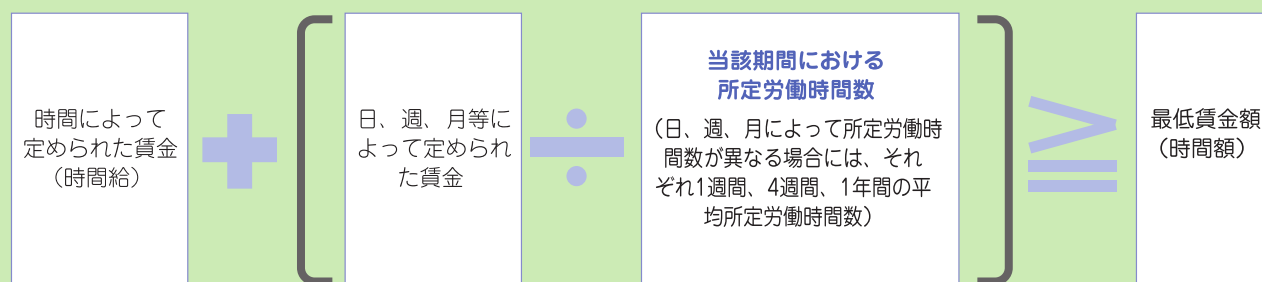 時間によって
定められた賃金
（時間給）
＋
日、週、月等に
よって定められ
た賃金
÷
当該期間における
所定労働時間数
（日、週、月によって所定労働時
間数が異なる場合には、それ
ぞれ1週間、4週間、1年間の平
均所定労働時間数）
≧
最低賃金額
（時間額）